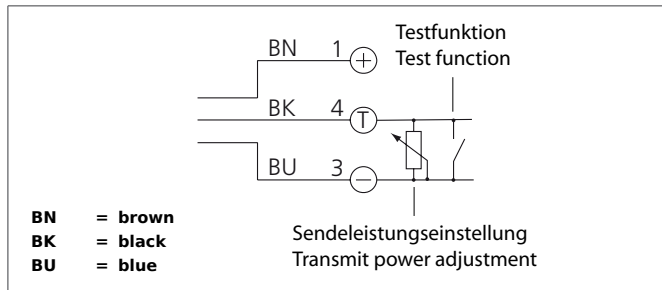 Testfunktion
Test function
BN 1 +
BK 4 T
BU 3 −
BN = brown
BK = black
BU = blue
Sendeleistungseinstellung
Transmit power adjustment